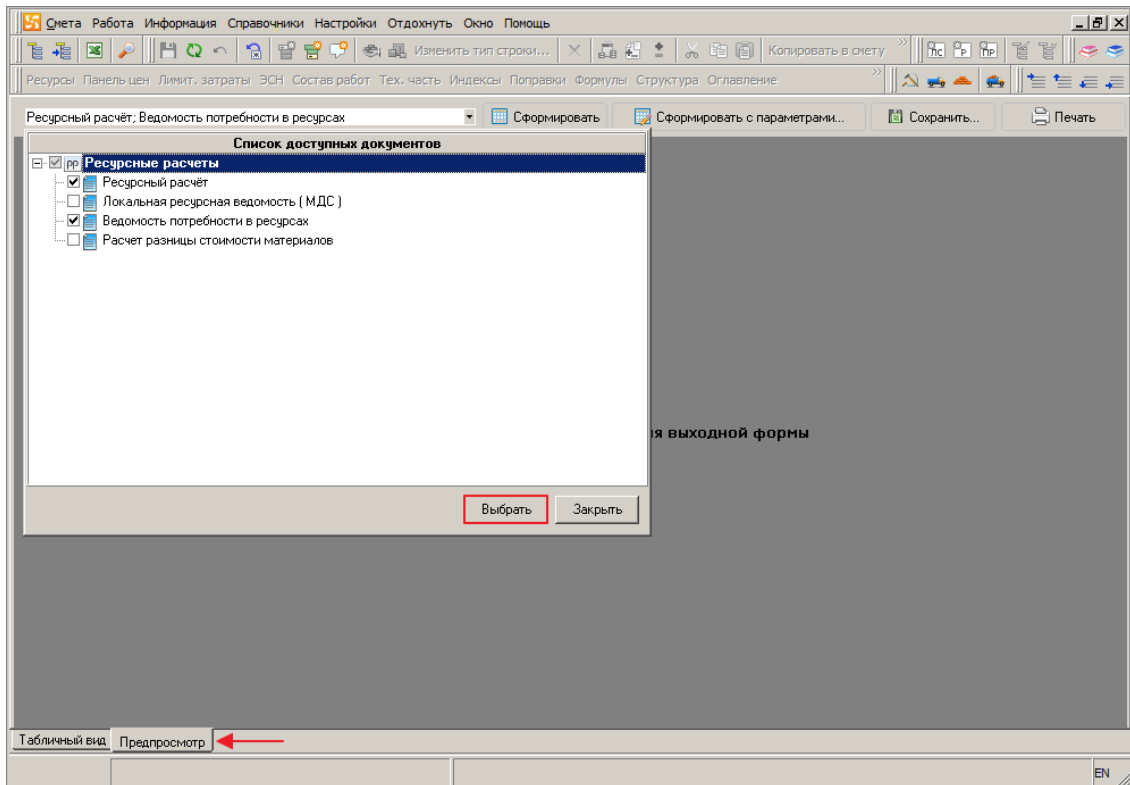 Смета Работа Информация Справочники Настройки Отдохнуть Окно Помощь
Изменить тип строки... Копировать в смету
Ресурсы Панель цен Лимит. затраты ЭСН Состав работ Тех. часть Индексы Поправки Формулы Структура Оглавление
Ресурсный расчёт; Ведомость потребности в ресурсах Сформировать Сформировать с параметрами... Сохранить... Печать
Список доступных документов
РР Ресурсные расчеты
Ресурсный расчёт
Локальная ресурсная ведомость ( МДС )
Ведомость потребности в ресурсах
Расчет разницы стоимости материалов
я выходной формы
Выбрать Закрыть
Табличный вид Предпросмотр
EN